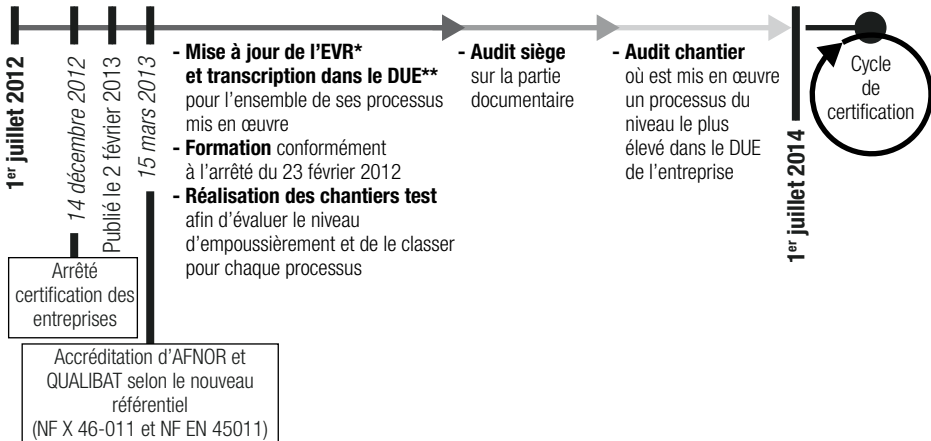 1er juillet 2012
14 décembre 2012
Publié le 2 février 2013
15 mars 2013
Arrêté
certification des
entreprises
Accréditation d'AFNOR et
QUALIBAT selon le nouveau
référentiel
(NF X 46-011 et NF EN 45011)
- Mise à jour de l'EVR*
et transcription dans le DUE**
pour l'ensemble de ses processus
mis en œuvre
- Formation conformément
à l'arrêté du 23 février 2012
- Réalisation des chantiers test
afin d'évaluer le niveau
d'empoussièrement et de le classer
pour chaque processus
- Audit siège
sur la partie
documentaire
- Audit chantier
où est mis en œuvre
un processus du
niveau le plus
élevé dans le DUE
de l'entreprise
1er juillet 2014
Cycle
de
certification